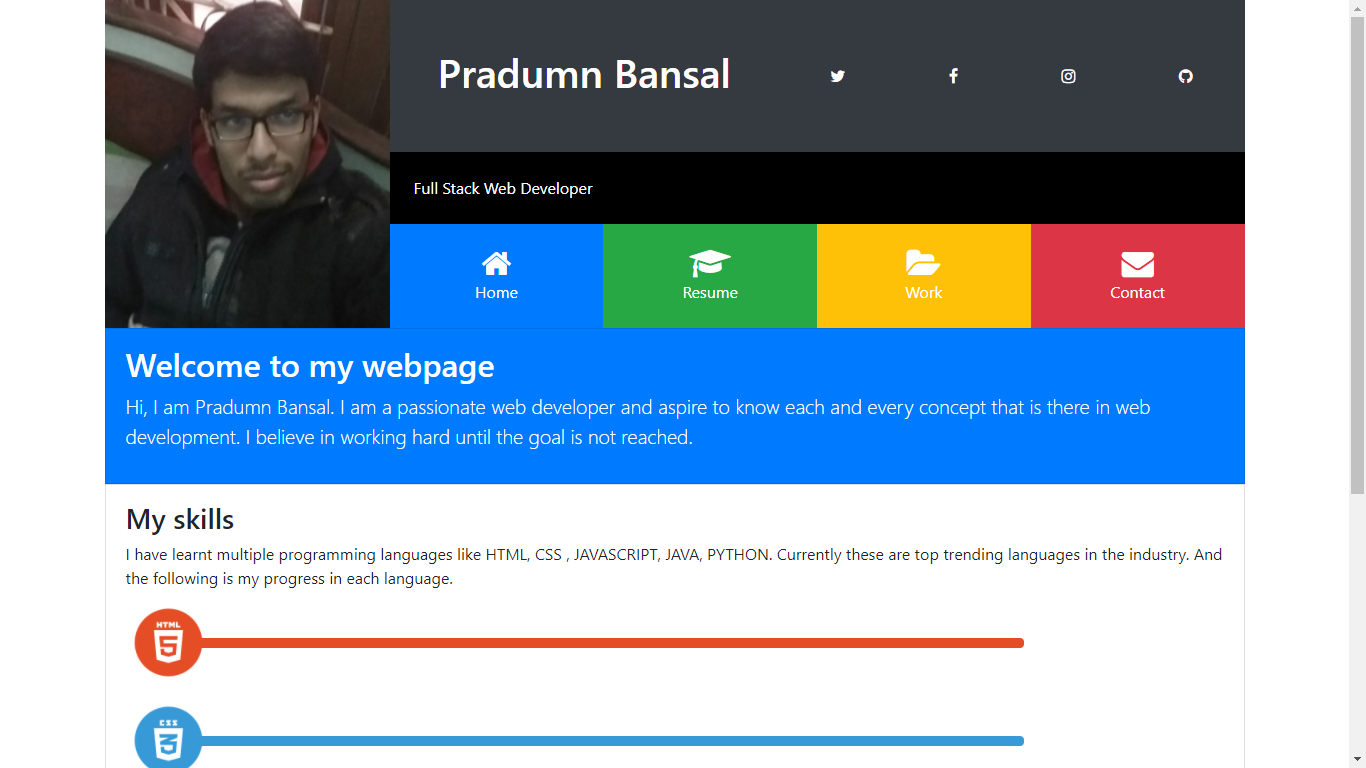 Pradumn Bansal
Full Stack Web Developer
Home
Resume
Work
Contact
Welcome to my webpage
Hi, I am Pradumn Bansal. I am a passionate web developer and aspire to know each and every concept that is there in web
development. I believe in working hard until the goal is not reached.
My skills
I have learnt multiple programming languages like HTML, CSS , JAVASCRIPT, JAVA, PYTHON. Currently these are top trending languages in the industry. And
the following is my progress in each language.
HTML
5
CSS
3